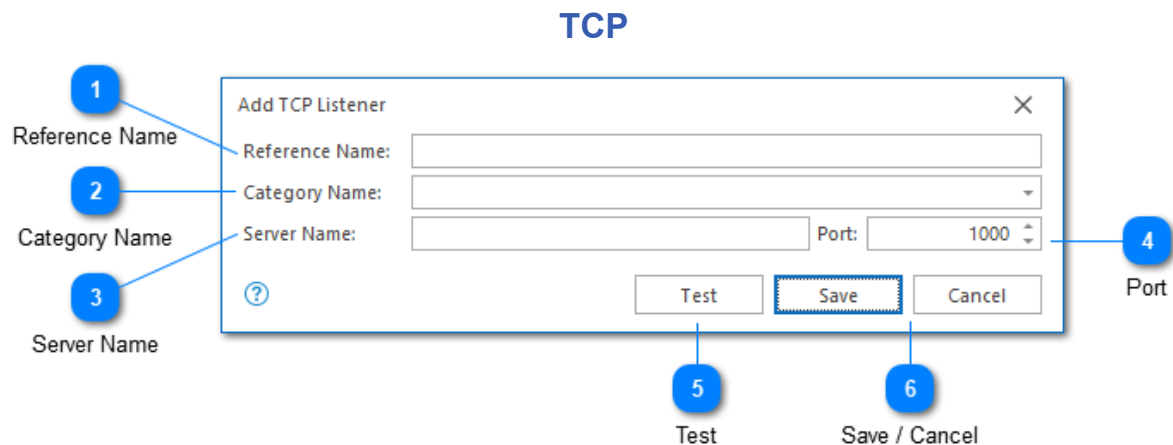 TCP
1
Reference Name
2
Category Name
3
Server Name
Add TCP Listener
Reference Name:
Category Name:
Server Name:
Port: 1000
?
Test Save Cancel
4
Port
5
Test
6
Save / Cancel